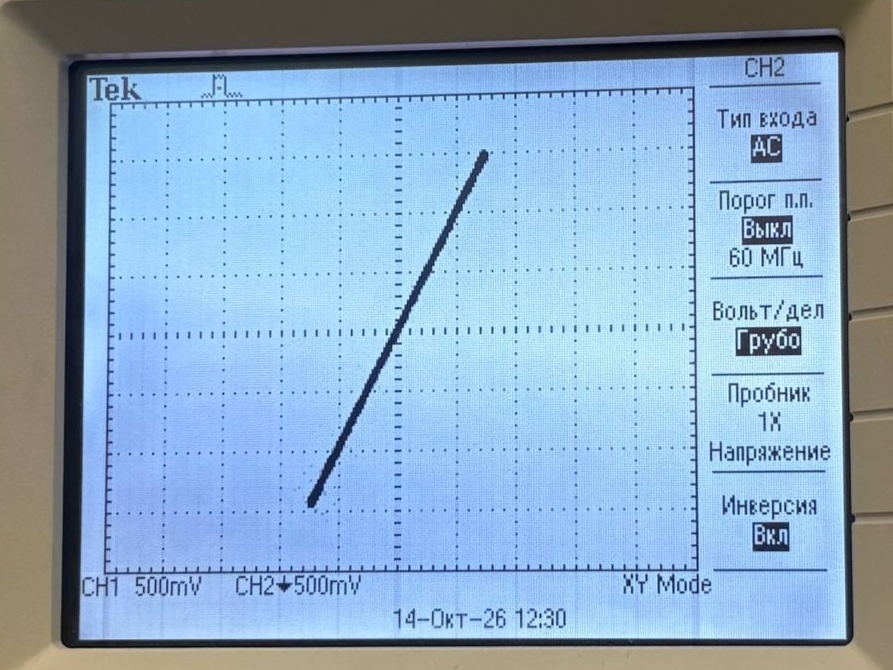 Tek
CH2
Тип входа
AC
Порог п.п.
Выкл
60 МГц
Вольт/дел
Грубо
Пробник
1X
Напряжение
Инверсия
Вкл
CH1 500mV CH2 500mV XY Mode
14-Окт-26 12:30